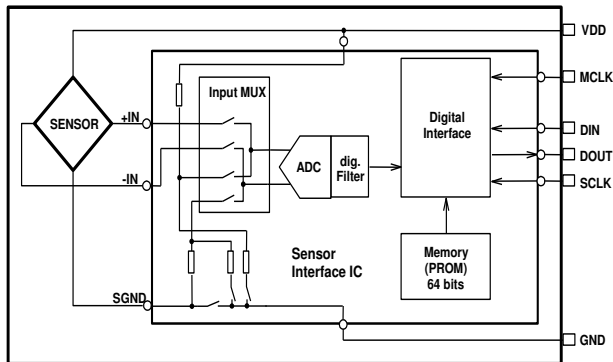 VDD
MCLK
Input MUX
+IN
SENSOR
Digital
Interface
DIN
DOUT
ADC
dig.
Filter
-IN
SCLK
Sensor
Interface IC
Memory
(PROM)
64 bits
SGND
GND